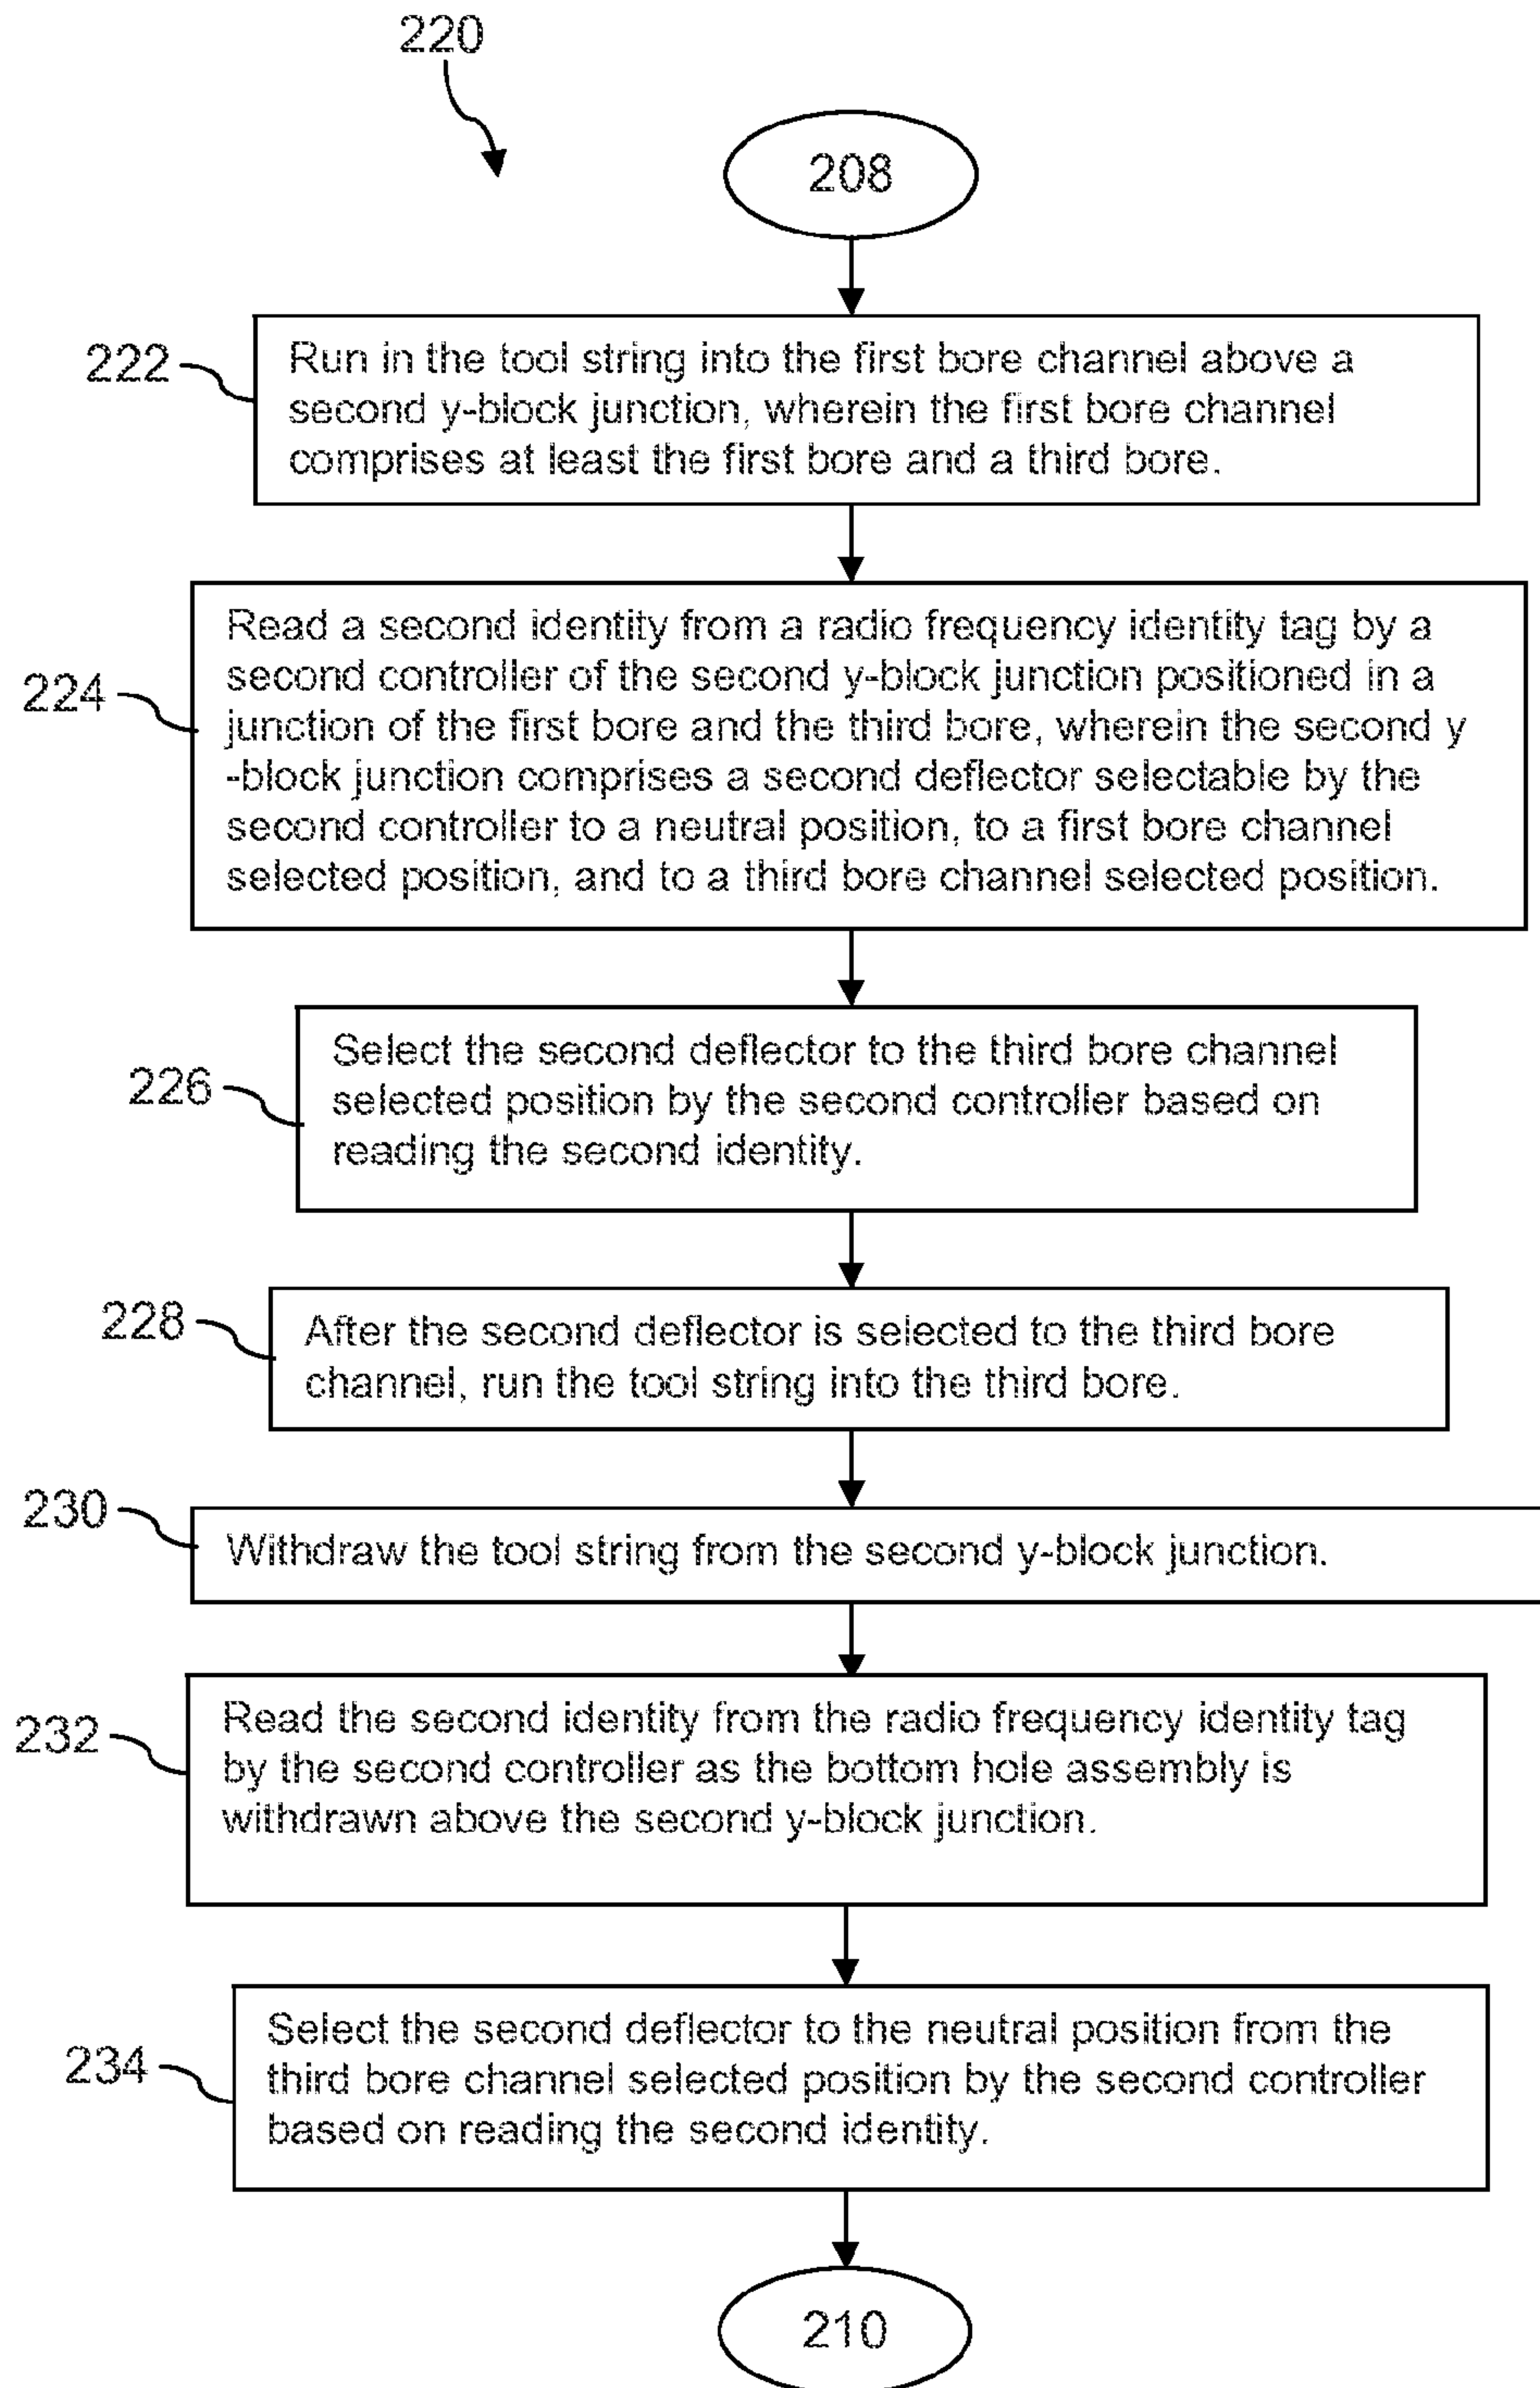 220
208
222
Run in the tool string into the first bore channel above a
second y-block junction, wherein the first bore channel
comprises at least the first bore and a third bore.
224
Read a second identity from a radio frequency identity tag by a
second controller of the second y-block junction positioned in a
junction of the first bore and the third bore, wherein the second y
-block junction comprises a second deflector selectable by the
second controller to a neutral position, to a first bore channel
selected position, and to a third bore channel selected position.
226
Select the second deflector to the third bore channel
selected position by the second controller based on
reading the second identity.
228
After the second deflector is selected to the third bore
channel, run the tool string into the third bore.
230
Withdraw the tool string from the second y-block junction.
232
Read the second identity from the radio frequency identity tag
by the second controller as the bottom hole assembly is
withdrawn above the second y-block junction.
234
Select the second deflector to the neutral position from the
third bore channel selected position by the second controller
based on reading the second identity.
210